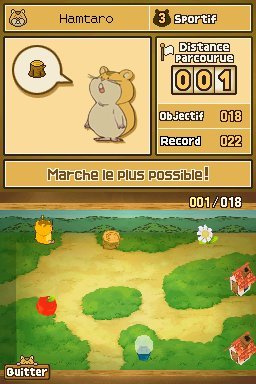 Hamtaro
3 Sportif
Distance
parcourue
001
Objectif 018
Record 022
Marche le plus possible!
001/018
Quitter